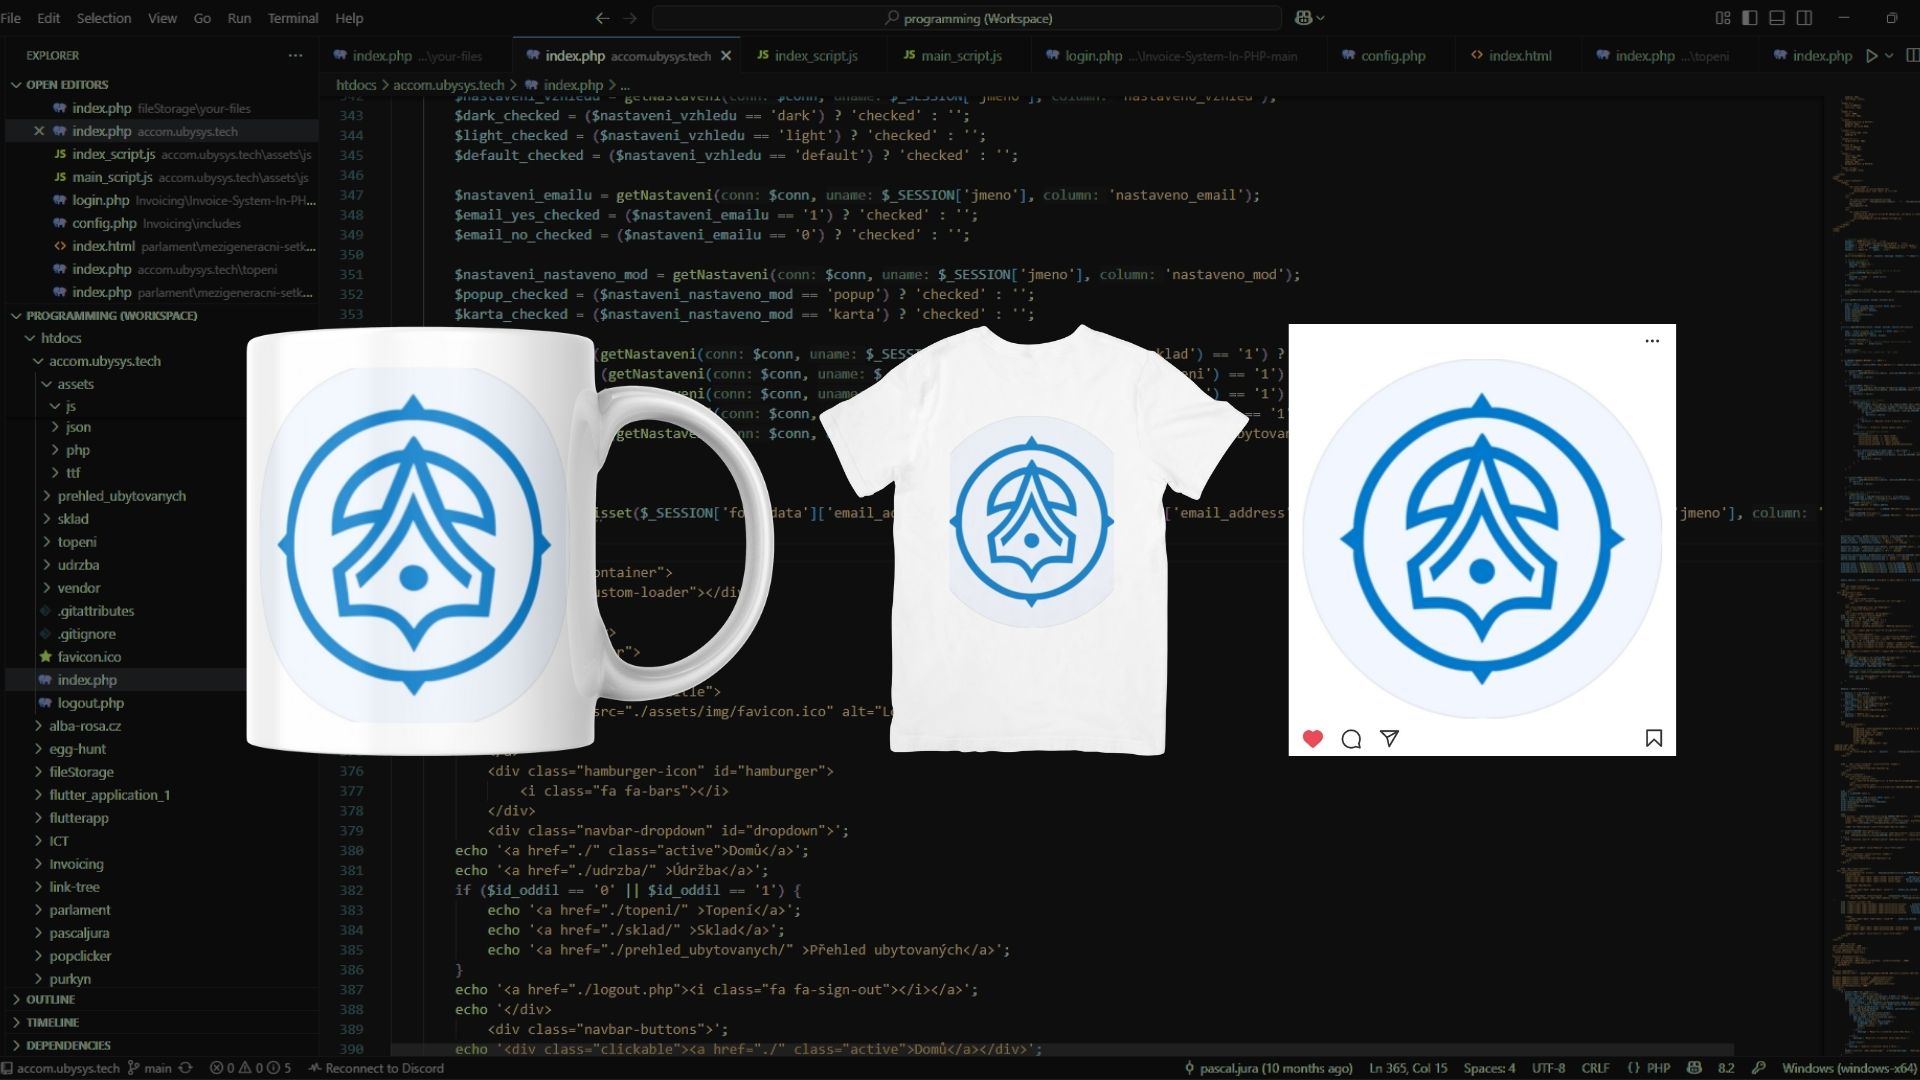 File Edit Selection View Go Run Terminal Help
programming (Workspace)
EXPLORER
OPEN EDITORS
index.php fileStorage\your-files
index.php accom.ubysys.tech
JS index_script.js accom.ubysys.tech\assets\js
JS main_script.js accom.ubysys.tech\assets\js
login.php Invoicing\Invoice-System-In-PH...
config.php Invoicing\includes
index.html parlament\mezigeneracni-setk...
index.php accom.ubysys.tech\topeni
index.php parlament\mezigeneracni-setk...
PROGRAMMING (WORKSPACE)
htdocs
accom.ubysys.tech
assets
js
json
php
ttf
prehled_ubytovanych
sklad
topeni
udrzba
vendor
.gitattributes
.gitignore
favicon.ico
index.php
logout.php
alba-rosa.cz
egg-hunt
fileStorage
flutter_application_1
flutterapp
ICT
Invoicing
link-tree
parlament
pascaljura
popclicker
purkyn
OUTLINE
TIMELINE
DEPENDENCIES
index.php ...\your-files
index.php accom.ubysys.tech
JS index_script.js
JS main_script.js
login.php ...\Invoice-System-In-PHP-main
config.php
index.html
index.php ...\topeni
index.php
htdocs > accom.ubysys.tech > index.php > ...
342 $nastaveni_vzhledu = getNastaveni(conn: $conn, uname: $_SESSION['jmeno'], column: 'nastaveno_vzhled');
343 $dark_checked = ($nastaveni_vzhledu == 'dark') ? 'checked' : '';
344 $light_checked = ($nastaveni_vzhledu == 'light') ? 'checked' : '';
345 $default_checked = ($nastaveni_vzhledu == 'default') ? 'checked' : '';
346
347 $nastaveni_emailu = getNastaveni(conn: $conn, uname: $_SESSION['jmeno'], column: 'nastaveno_email');
348 $email_yes_checked = ($nastaveni_emailu == '1') ? 'checked' : '';
349 $email_no_checked = ($nastaveni_emailu == '0') ? 'checked' : '';
350
351 $nastaveni_nastaveno_mod = getNastaveni(conn: $conn, uname: $_SESSION['jmeno'], column: 'nastaveno_mod');
352 $popup_checked = ($nastaveni_nastaveno_mod == 'popup') ? 'checked' : '';
353 $karta_checked = ($nastaveni_nastaveno_mod == 'karta') ? 'checked' : '';
(getNastaveni(conn: $conn, uname: $_SESS klad') == '1') ?
(getNastaveni(conn: $conn, uname: $ eni') == '1')
veni(conn: $conn, ) == '1')
(conn: $conn, == '1'
getNastave nn: $conn, bytovan
isset($_SESSION['fo data']['email_ad ['email_address' 'jmeno'], column: '
ontainer">
ustom-loader"></div
>
r">
itle">
src="./assets/img/favicon.ico" alt="L
376 <div class="hamburger-icon" id="hamburger">
377 <i class="fa fa-bars"></i>
378 </div>
379 <div class="navbar-dropdown" id="dropdown">';
380 echo '<a href="./" class="active">Domů</a>';
381 echo '<a href="./udrzba/" >Údržba</a>';
382 if ($id_oddil == '0' || $id_oddil == '1') {
383 echo '<a href="./topeni/" >Topení</a>';
384 echo '<a href="./sklad/" >Sklad</a>';
385 echo '<a href="./prehled_ubytovanych/" >Přehled ubytovaných</a>';
386 }
387 echo '<a href="./logout.php"><i class="fa fa-sign-out"></i></a>';
388 echo '</div>
389 <div class="navbar-buttons">';
390 echo '<div class="clickable"><a href="./" class="active">Domů</a></div>';
accom.ubysys.tech main 0 0 5 Reconnect to Discord
pascal.jura (10 months ago) Ln 365, Col 15 Spaces: 4 UTF-8 CRLF {} PHP 8.2 Windows (windows-x64)